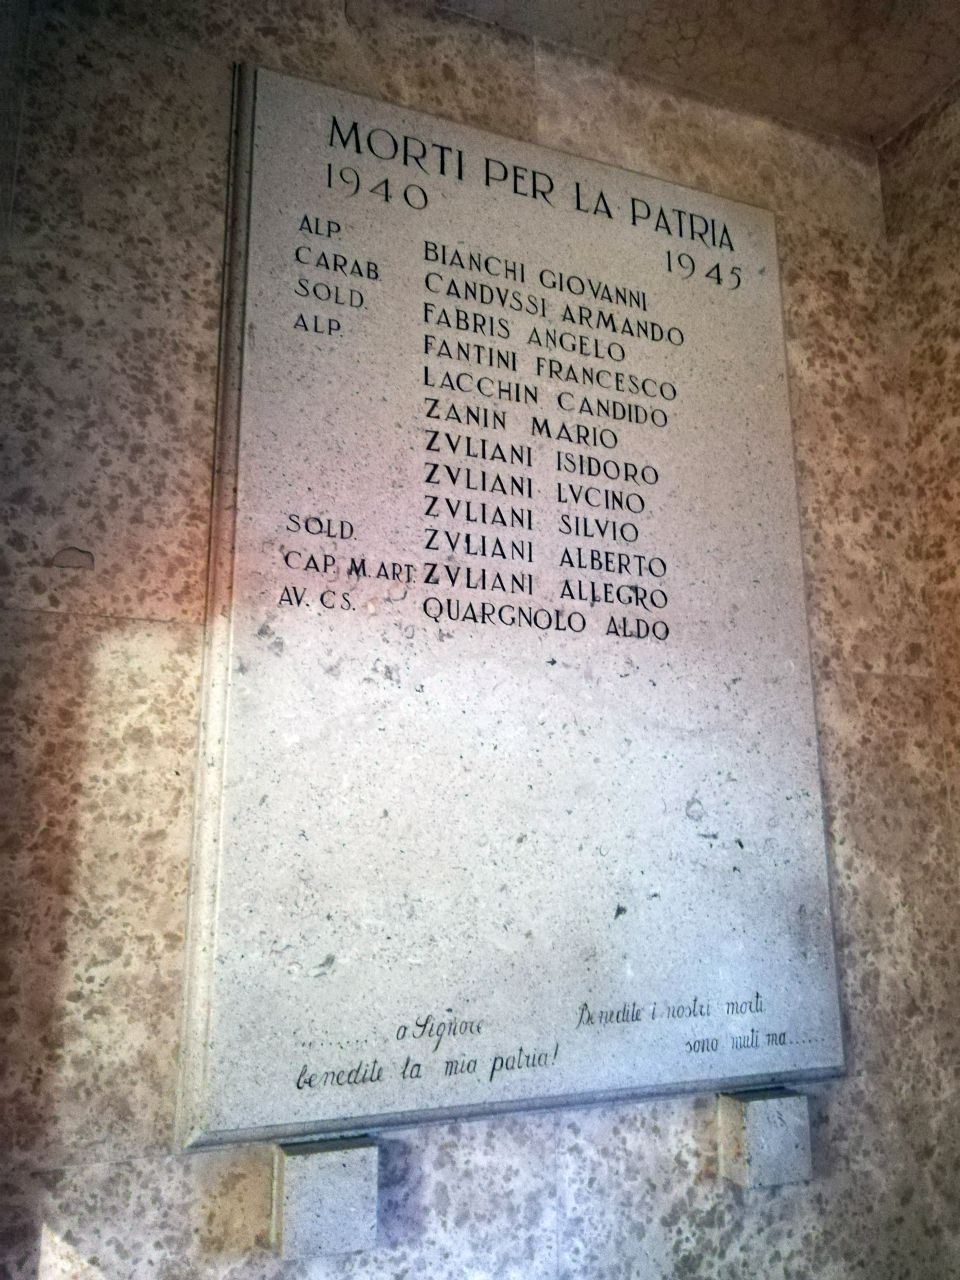 MORTI PER LA PATRIA
1940 1945
ALP. BIANCHI GIOVANNI
CARAB. CANDVSSI ARMANDO
SOLD. FABRIS ANGELO
ALP. FANTINI FRANCESCO
LACCHIN CANDIDO
ZANIN MARIO
ZVLIANI ISIDORO
ZVLIANI LVCINO
ZVLIANI SILVIO
SOLD. ZVLIANI ALBERTO
CAP. M. ART. ZVLIANI ALLEGRO
AV. CS. QUARGNOLO ALDO
........ a Signore
benedite la mia patria!
Benedite i nostri morti
sono muti ma......